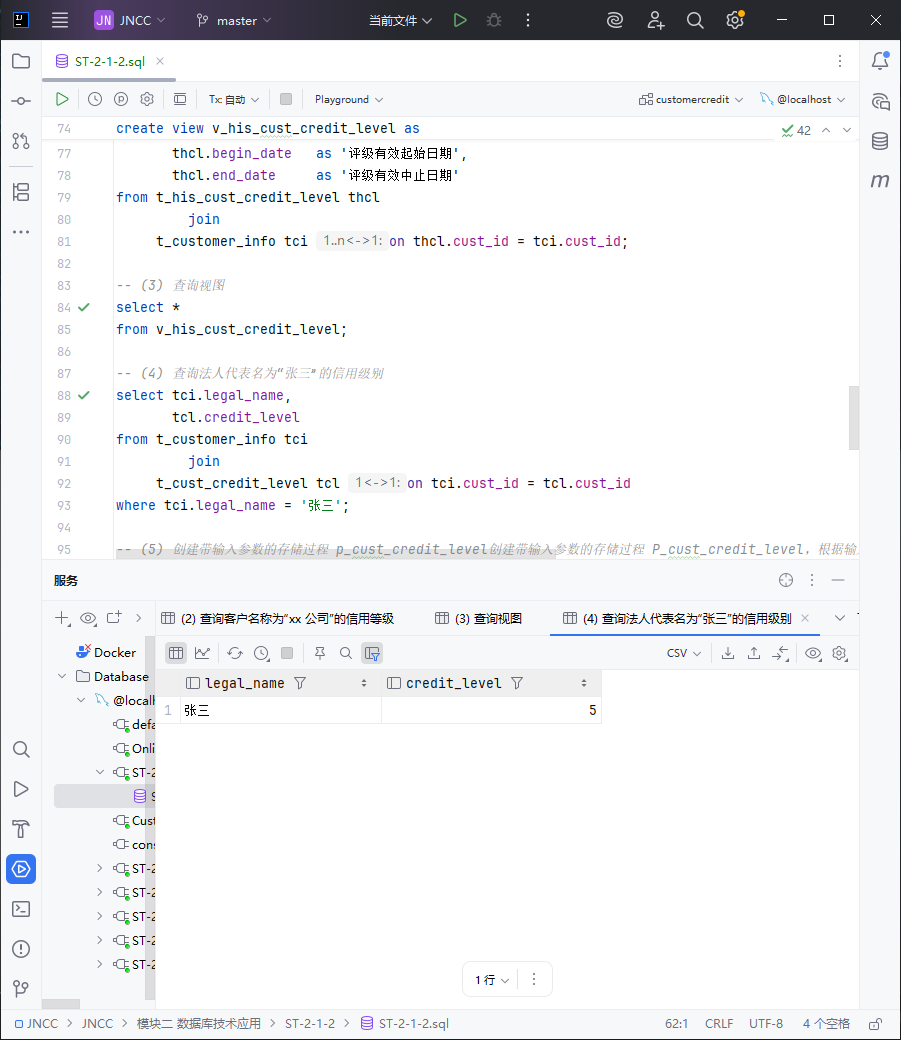 JN JNCC master 当前文件
ST-2-1-2.sql
Tx: 自动 Playground customercredit @localhost
74 create view v_his_cust_credit_level as 42
77 thcl.begin_date as '评级有效起始日期',
78 thcl.end_date as '评级有效中止日期'
79 from t_his_cust_credit_level thcl
80 join
81 t_customer_info tci 1..n<->1: on thcl.cust_id = tci.cust_id;
82
83 -- (3) 查询视图
84 select *
85 from v_his_cust_credit_level;
86
87 -- (4) 查询法人代表名为“张三”的信用级别
88 select tci.legal_name,
89 tcl.credit_level
90 from t_customer_info tci
91 join
92 t_cust_credit_level tcl 1<->1: on tci.cust_id = tcl.cust_id
93 where tci.legal_name = '张三';
94
95 -- (5) 创建带输入参数的存储过程 p_cust_credit_level创建带输入参数的存储过程 P_cust_credit_level，根据输
服务
(2) 查询客户名称为“xx 公司”的信用等级 (3) 查询视图 (4) 查询法人代表名为“张三”的信用级别
Docker
CSV
Database
legal_name credit_level
@local
1 张三 5
defa
Onli
ST-2
S
Cust
cons
ST-2
ST-2
ST-2
ST-2
ST-2
1 行
JNCC JNCC 模块二 数据库技术应用 ST-2-1-2 ST-2-1-2.sql 62:1 CRLF UTF-8 4 个空格